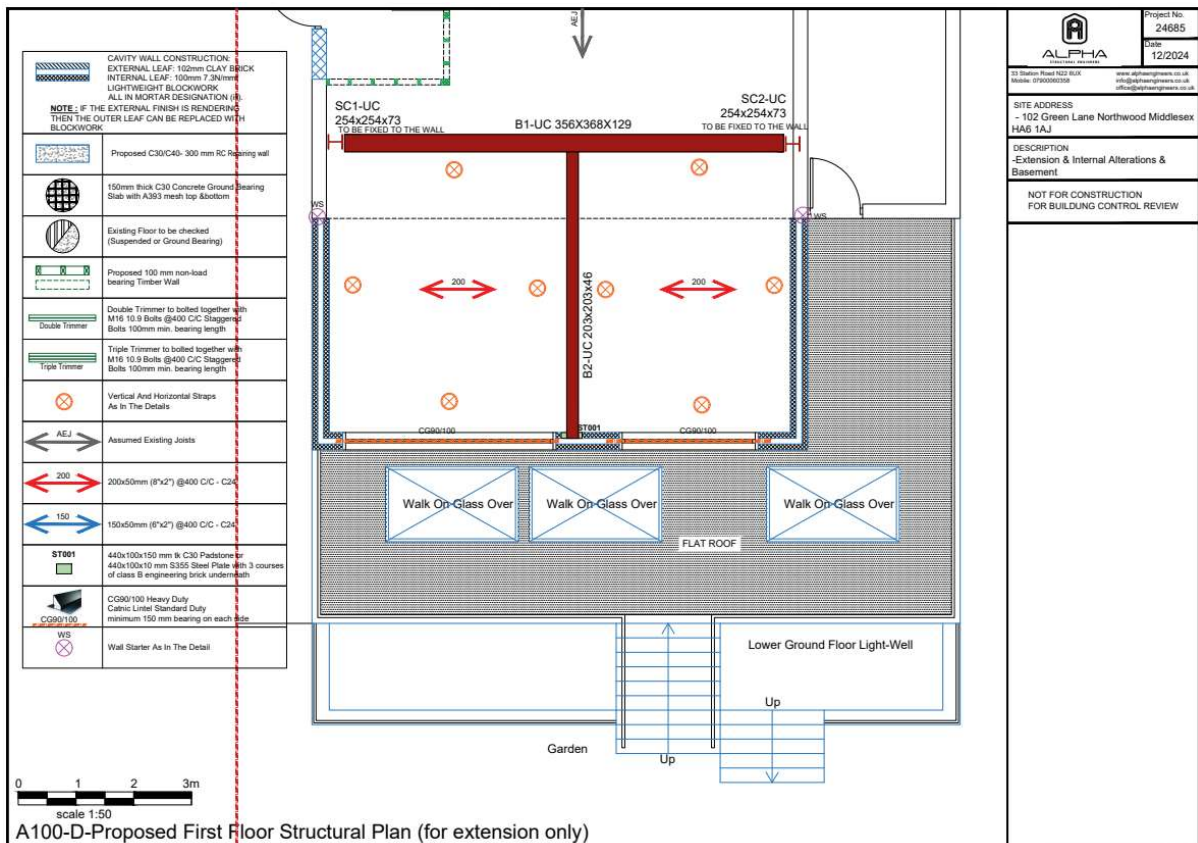 CAVITY WALL CONSTRUCTION:
EXTERNAL LEAF: 102mm CLAY BRICK
INTERNAL LEAF: 100mm 7.3N/mm
LIGHTWEIGHT BLOCKWORK
ALL IN MORTAR DESIGNATION (iii).
NOTE : IF THE EXTERNAL FINISH IS RENDERING
THEN THE OUTER LEAF CAN BE REPLACED WITH
BLOCKWORK
Proposed C30/C40- 300 mm RC Retaining wall
150mm thick C30 Concrete Ground Bearing
Slab with A393 mesh top &bottom
Existing Floor to be checked
(Suspended or Ground Bearing)
Proposed 100 mm non-load
bearing Timber Wall
Double Trimmer
Double Trimmer to bolted together with
M16 10.9 Bolts @400 C/C Staggered
Bolts 100mm min. bearing length
Triple Trimmer
Triple Trimmer to bolted together with
M16 10.9 Bolts @400 C/C Staggered
Bolts 100mm min. bearing length
Vertical And Horizontal Straps
As In The Details
AEJ
Assumed Existing Joists
200
200x50mm (8"x2") @400 C/C - C24
150
150x50mm (6"x2") @400 C/C - C24
ST001
440x100x150 mm tk C30 Padstone or
440x100x10 mm S355 Steel Plate with 3 courses
of class B engineering brick underneath
CG90/100
CG90/100 Heavy Duty
Catnic Lintel Standard Duty
minimum 150 mm bearing on each side
WS
Wall Starter As In The Detail
AEJ
SC1-UC
254x254x73
TO BE FIXED TO THE WALL
B1-UC 356X368X129
SC2-UC
254x254x73
TO BE FIXED TO THE WALL
WS
WS
200
200
B2-UC 203x203x46
CG90/100
ST001
CG90/100
Walk On Glass Over
Walk On Glass Over
Walk On Glass Over
FLAT ROOF
Lower Ground Floor Light-Well
Up
Garden
Up
0 1 2 3m
scale 1:50
A100-D-Proposed First Floor Structural Plan (for extension only)
ALPHA
STRUCTURAL ENGINEERS
Project No.
24685
Date
12/2024
33 Station Road N22 8UX
Mobile: 07900060358
www.alphaengineers.co.uk
info@alphaengineers.co.uk
office@alphaengineers.co.uk
SITE ADDRESS
- 102 Green Lane Northwood Middlesex
HA6 1AJ
DESCRIPTION
-Extension & Internal Alterations &
Basement
NOT FOR CONSTRUCTION
FOR BUILDUNG CONTROL REVIEW